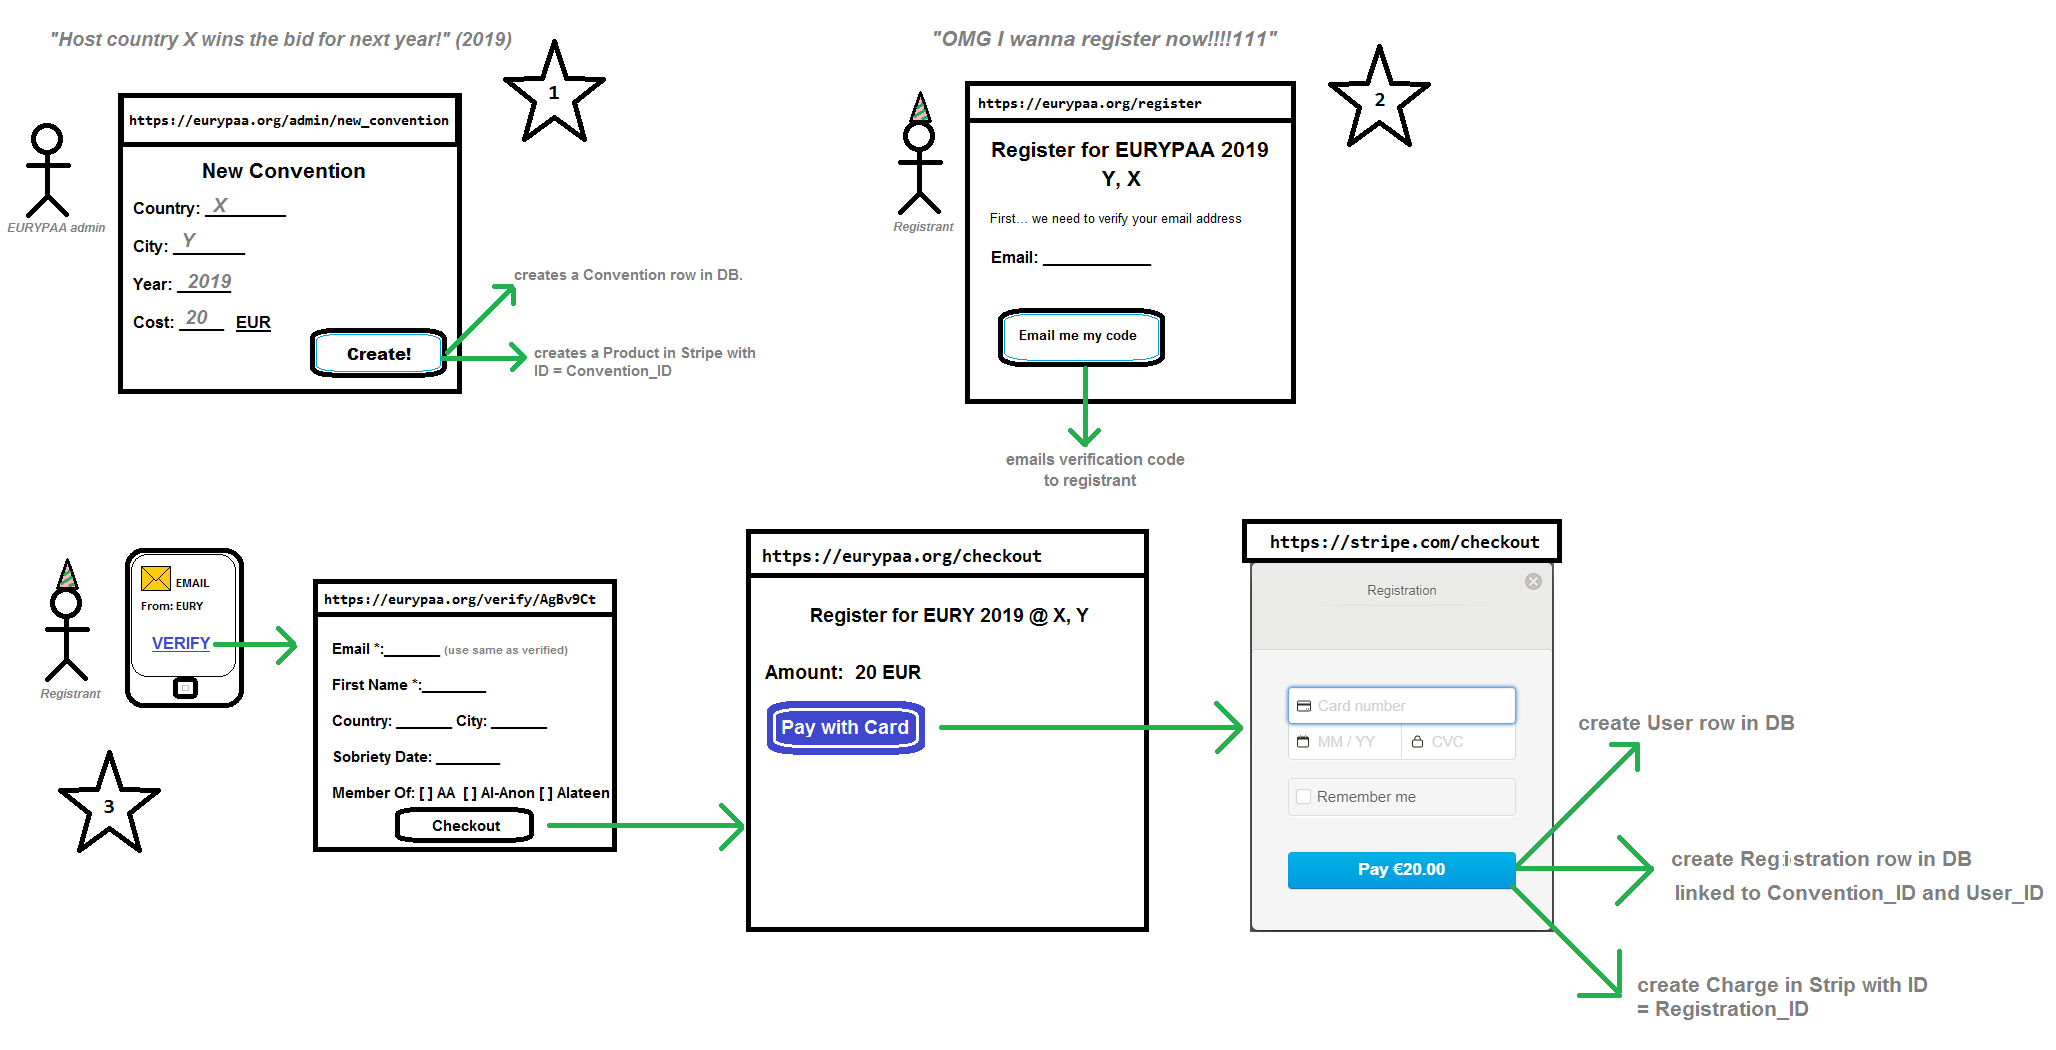 "Host country X wins the bid for next year!" (2019)
1
https://eurypaa.org/admin/new_convention
New Convention
Country: X
City: Y
Year: 2019
Cost: 20 EUR
Create!
EURYPAA admin
creates a Convention row in DB.
creates a Product in Stripe with
ID = Convention_ID
"OMG I wanna register now!!!!111"
2
https://eurypaa.org/register
Register for EURYPAA 2019
Y, X
First... we need to verify your email address
Email: ____________
Email me my code
Registrant
emails verification code
to registrant
Registrant
3
EMAIL
From: EURY
VERIFY
https://eurypaa.org/verify/AgBv9Ct
Email *:_______ (use same as verified)
First Name *:________
Country: _______ City: _______
Sobriety Date: ________
Member Of: [ ] AA [ ] Al-Anon [ ] Alateen
Checkout
https://eurypaa.org/checkout
Register for EURY 2019 @ X, Y
Amount: 20 EUR
Pay with Card
https://stripe.com/checkout
Registration
Card number
MM / YY CVC
Remember me
Pay €20.00
create User row in DB
create Registration row in DB
linked to Convention_ID and User_ID
create Charge in Strip with ID
= Registration_ID